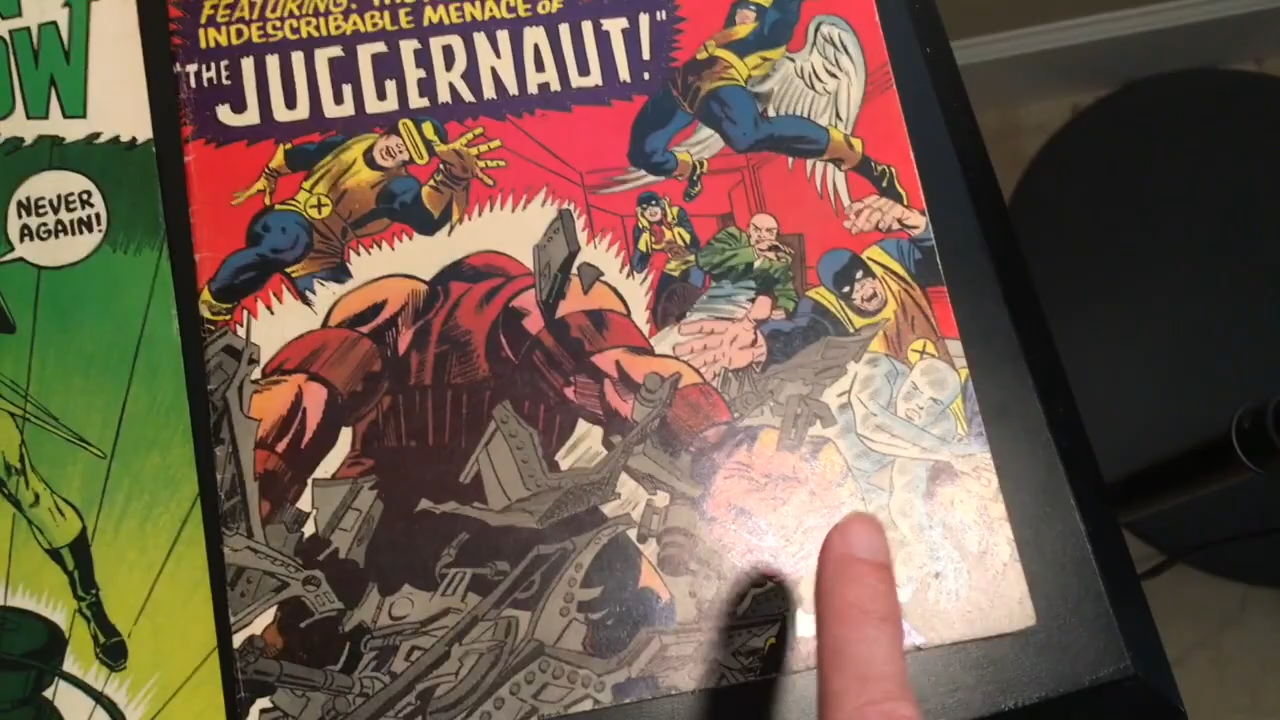 FEATURING:
INDESCRIBABLE MENACE OF
"THE JUGGERNAUT!"
OW
NEVER
AGAIN!
X
X